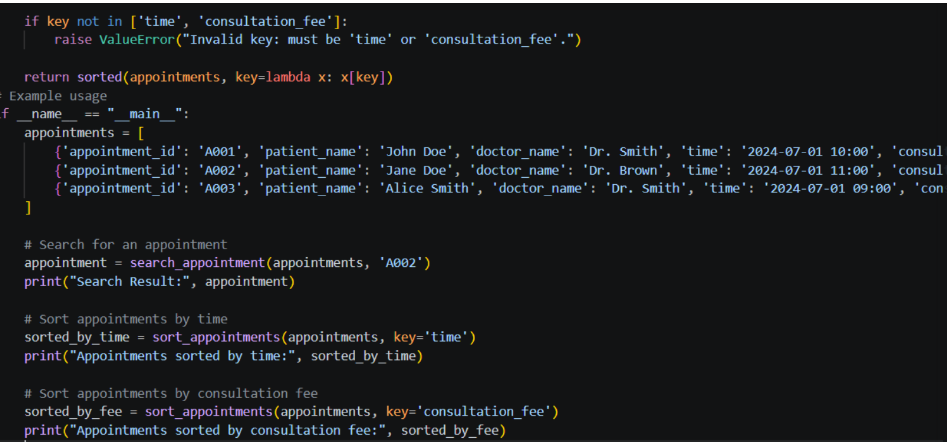 if key not in ['time', 'consultation_fee']:
raise ValueError("Invalid key: must be 'time' or 'consultation_fee'.")
return sorted(appointments, key=lambda x: x[key])
# Example usage
if __name__ == "__main__":
appointments = [
{'appointment_id': 'A001', 'patient_name': 'John Doe', 'doctor_name': 'Dr. Smith', 'time': '2024-07-01 10:00', 'consul
{'appointment_id': 'A002', 'patient_name': 'Jane Doe', 'doctor_name': 'Dr. Brown', 'time': '2024-07-01 11:00', 'consul
{'appointment_id': 'A003', 'patient_name': 'Alice Smith', 'doctor_name': 'Dr. Smith', 'time': '2024-07-01 09:00', 'con
]
# Search for an appointment
appointment = search_appointment(appointments, 'A002')
print("Search Result:", appointment)
# Sort appointments by time
sorted_by_time = sort_appointments(appointments, key='time')
print("Appointments sorted by time:", sorted_by_time)
# Sort appointments by consultation fee
sorted_by_fee = sort_appointments(appointments, key='consultation_fee')
print("Appointments sorted by consultation fee:", sorted_by_fee)